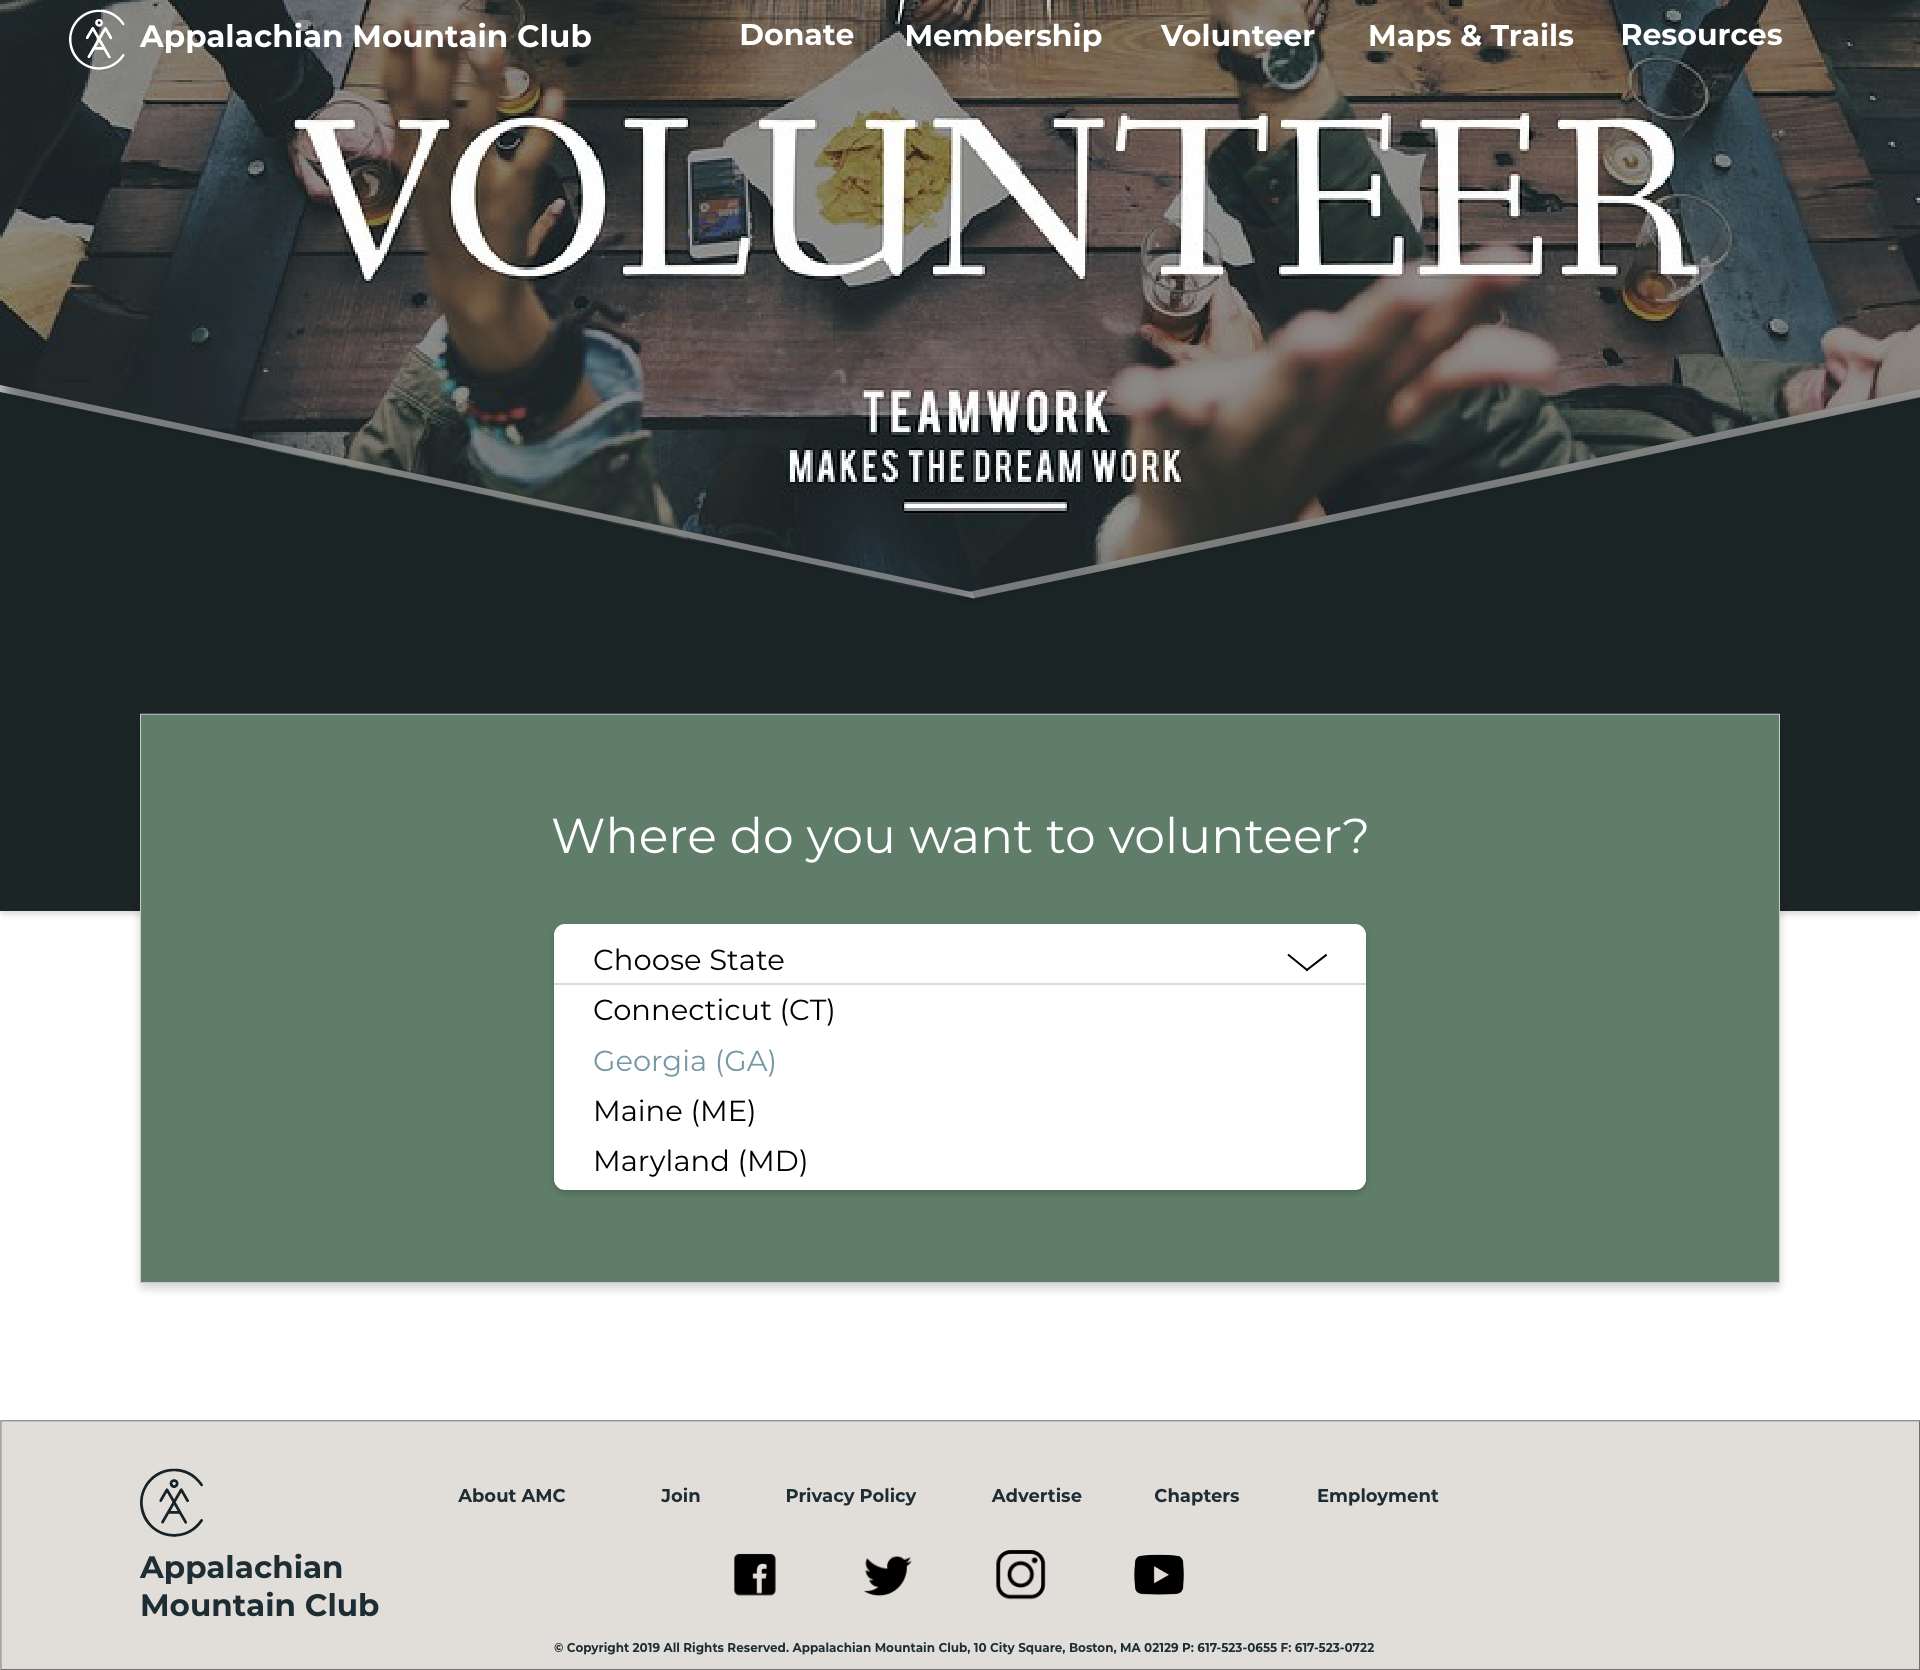 Appalachian Mountain Club
Donate
Membership
Volunteer
Maps & Trails
Resources
VOLUNTEER
TEAMWORK
MAKES THE DREAM WORK
Where do you want to volunteer?
Choose State
Connecticut (CT)
Georgia (GA)
Maine (ME)
Maryland (MD)
About AMC
Join
Privacy Policy
Advertise
Chapters
Employment
Appalachian
Mountain Club
© Copyright 2019 All Rights Reserved. Appalachian Mountain Club, 10 City Square, Boston, MA 02129 P: 617-523-0655 F: 617-523-0722